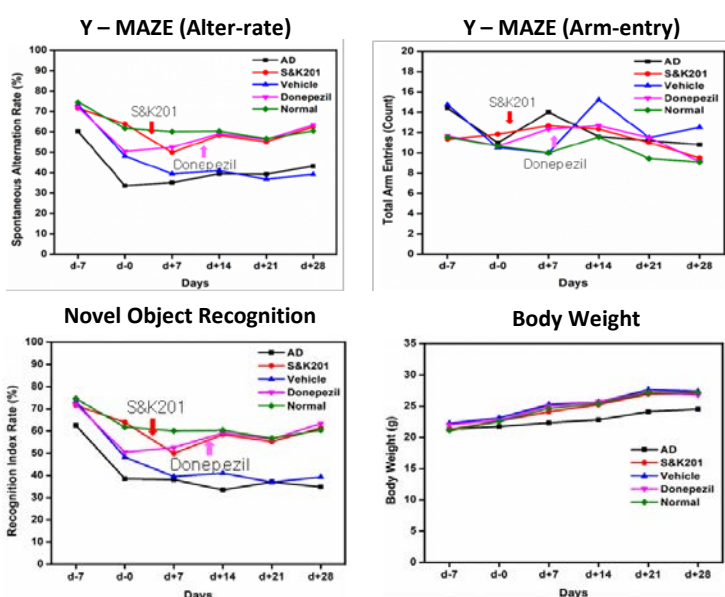 Y – MAZE (Alter-rate)
Spontaneous Alternation Rate (%)
100
90
80
70
60
50
40
30
20
10
0
AD
S&K201
Vehicle
Donepezil
Normal
S&K201
Donepezil
d-7 d-0 d+7 d+14 d+21 d+28
Days
Y – MAZE (Arm-entry)
Total Arm Entries (Count)
20
18
16
14
12
10
8
6
4
2
0
AD
S&K201
Vehicle
Donepezil
Normal
S&K201
Donepezil
d-7 d-0 d+7 d+14 d+21 d+28
Days
Novel Object Recognition
Recognition Index Rate (%)
100
90
80
70
60
50
40
30
20
10
0
AD
S&K201
Vehicle
Donepezil
Normal
S&K201
Donepezil
d-7 d-0 d+7 d+14 d+21 d+28
Days
Body Weight
Body Weight (g)
35
30
25
20
15
10
5
0
AD
S&K201
Vehicle
Donepezil
Normal
d-7 d-0 d+7 d+14 d+21 d+28
Days